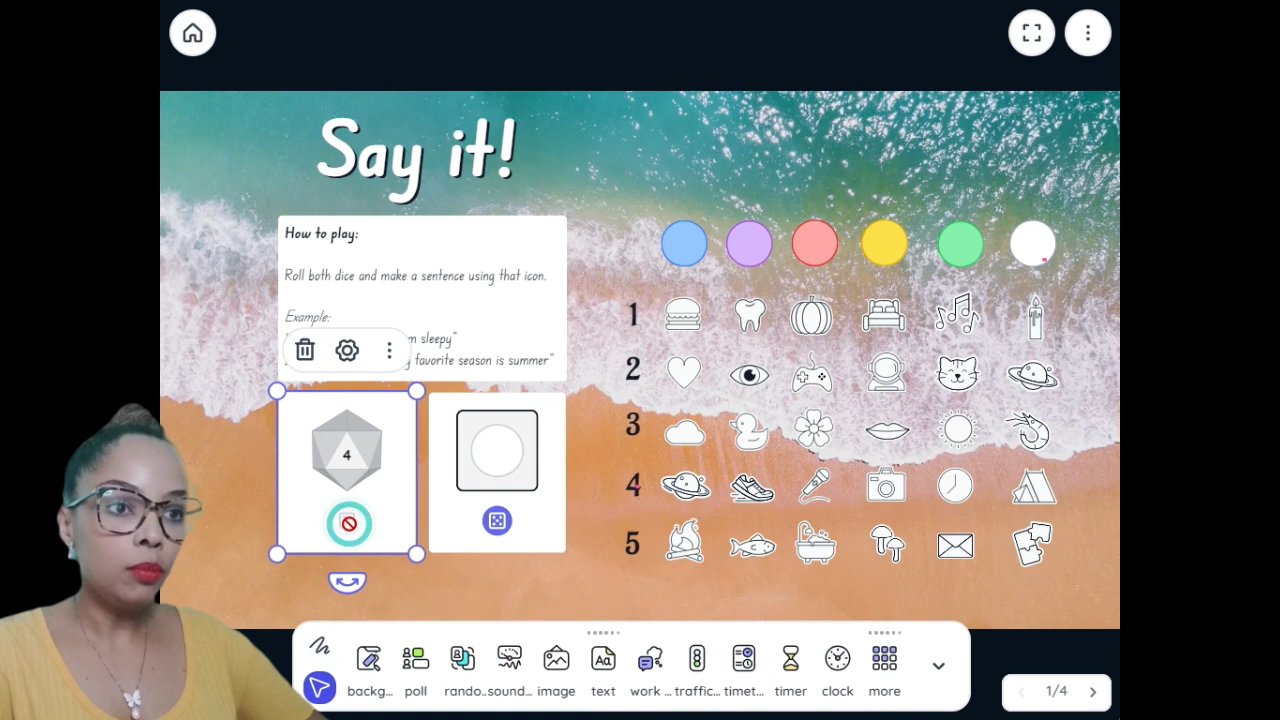 Say it!
How to play:
Roll both dice and make a sentence using that icon.
Example:
sleepy"
favorite season is summer"
4
1
2
3
4
5
backg...
poll
rando...
sound...
image
text
work ...
traffic...
timet...
timer
clock
more
1/4